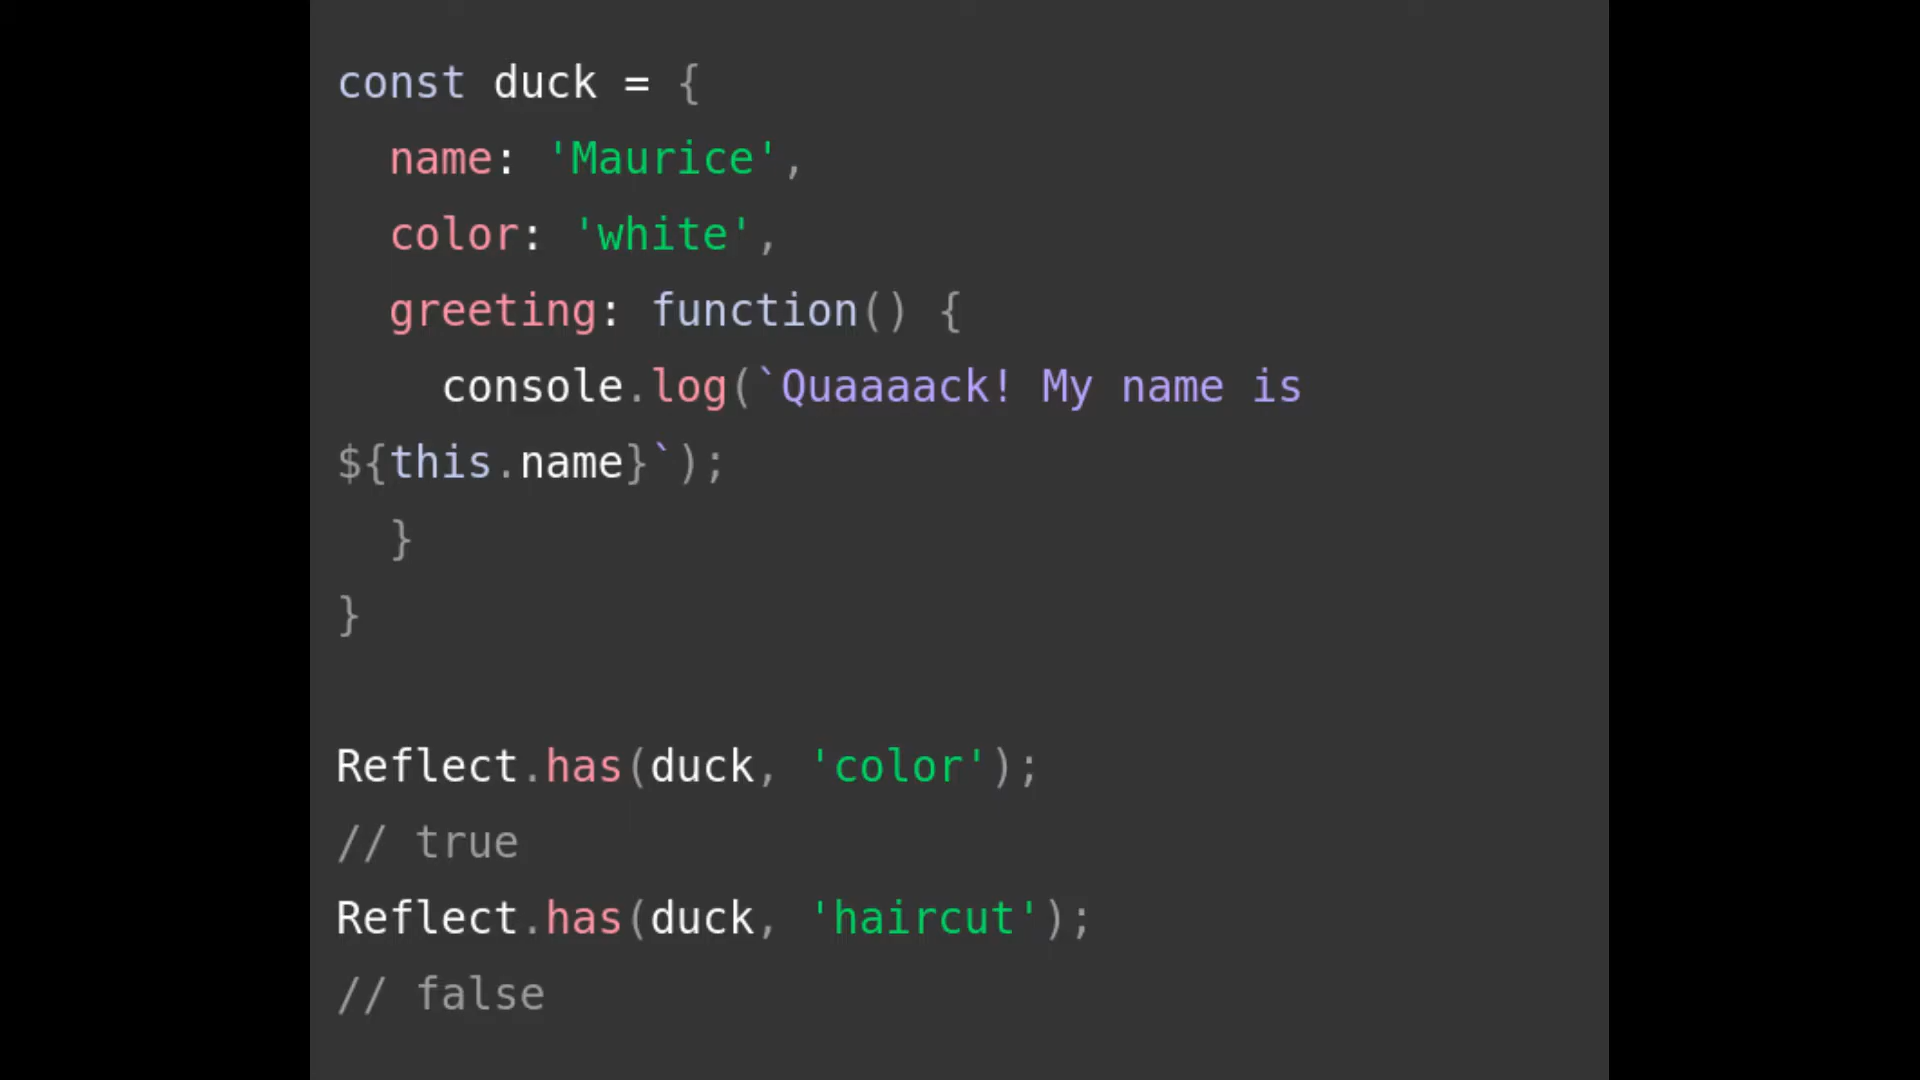 const duck = {
  name: 'Maurice',
  color: 'white',
  greeting: function() {
    console.log(`Quaaaack! My name is
${this.name}`);
  }
}

Reflect.has(duck, 'color');
// true
Reflect.has(duck, 'haircut');
// false